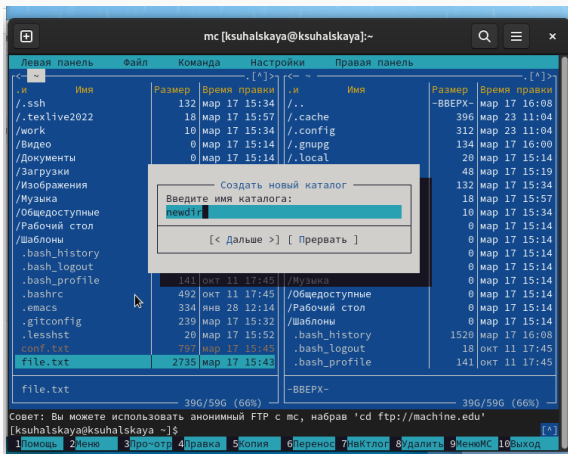 mc [ksuhalskaya@ksuhalskaya]:~
Левая панель Файл Команда Настройки Правая панель
<- ~ .[^]> <- ~ .[^]>
.и Имя Размер Время правки .и Имя Размер Время правки
/.ssh 132 мар 17 15:34 /.. -ВВЕРХ- мар 17 16:08
/.texlive2022 18 мар 17 15:57 /.cache 396 мар 23 11:04
/work 10 мар 17 15:34 /.config 312 мар 23 11:04
/Видео 0 мар 17 15:14 /.gnupg 134 мар 17 16:00
/Документы 0 мар 17 15:14 /.local 20 мар 17 15:14
/Загрузки 48 мар 17 15:19
/Изображения Создать новый каталог 132 мар 17 15:34
/Музыка Введите имя каталога: 18 мар 17 15:57
/Общедоступные newdir 10 мар 17 15:34
/Рабочий стол 0 мар 17 15:14
/Шаблоны [< Дальше >] [ Прервать ] 0 мар 17 15:14
.bash_history 0 мар 17 15:14
.bash_logout 0 мар 17 15:14
.bash_profile 141 окт 11 17:45 /Музыка 0 мар 17 15:14
.bashrc 492 окт 11 17:45 /Общедоступные 0 мар 17 15:14
.emacs 334 янв 28 12:14 /Рабочий стол 0 мар 17 15:14
.gitconfig 239 мар 17 15:32 /Шаблоны 0 мар 17 15:14
.lesshst 20 мар 17 15:52 .bash_history 1520 мар 17 16:08
conf.txt 797 мар 17 15:45 .bash_logout 18 окт 11 17:45
file.txt 2735 мар 17 15:43 .bash_profile 141 окт 11 17:45
file.txt -ВВЕРХ-
39G/59G (66%) 39G/59G (66%)
Совет: Вы можете использовать анонимный FTP с mc, набрав 'cd ftp://machine.edu'
[ksuhalskaya@ksuhalskaya ~]$ [^]
1Помощь 2Меню 3Про~отр 4Правка 5Копия 6Перенос 7НвКтлог 8Удалить 9МенюMC 10Выход